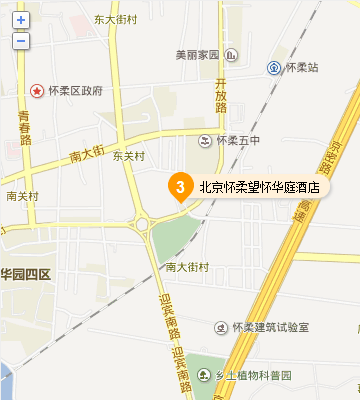 东大街村
美丽家园
怀柔站
怀柔区政府
开放路
青春路
怀柔五中
京密路
南大街
东关村
3
北京怀柔望怀华庭酒店
南关村
高速
南大街村
华园四区
迎宾南路
怀柔建筑试验室
迎宾南路
乡土植物科普园